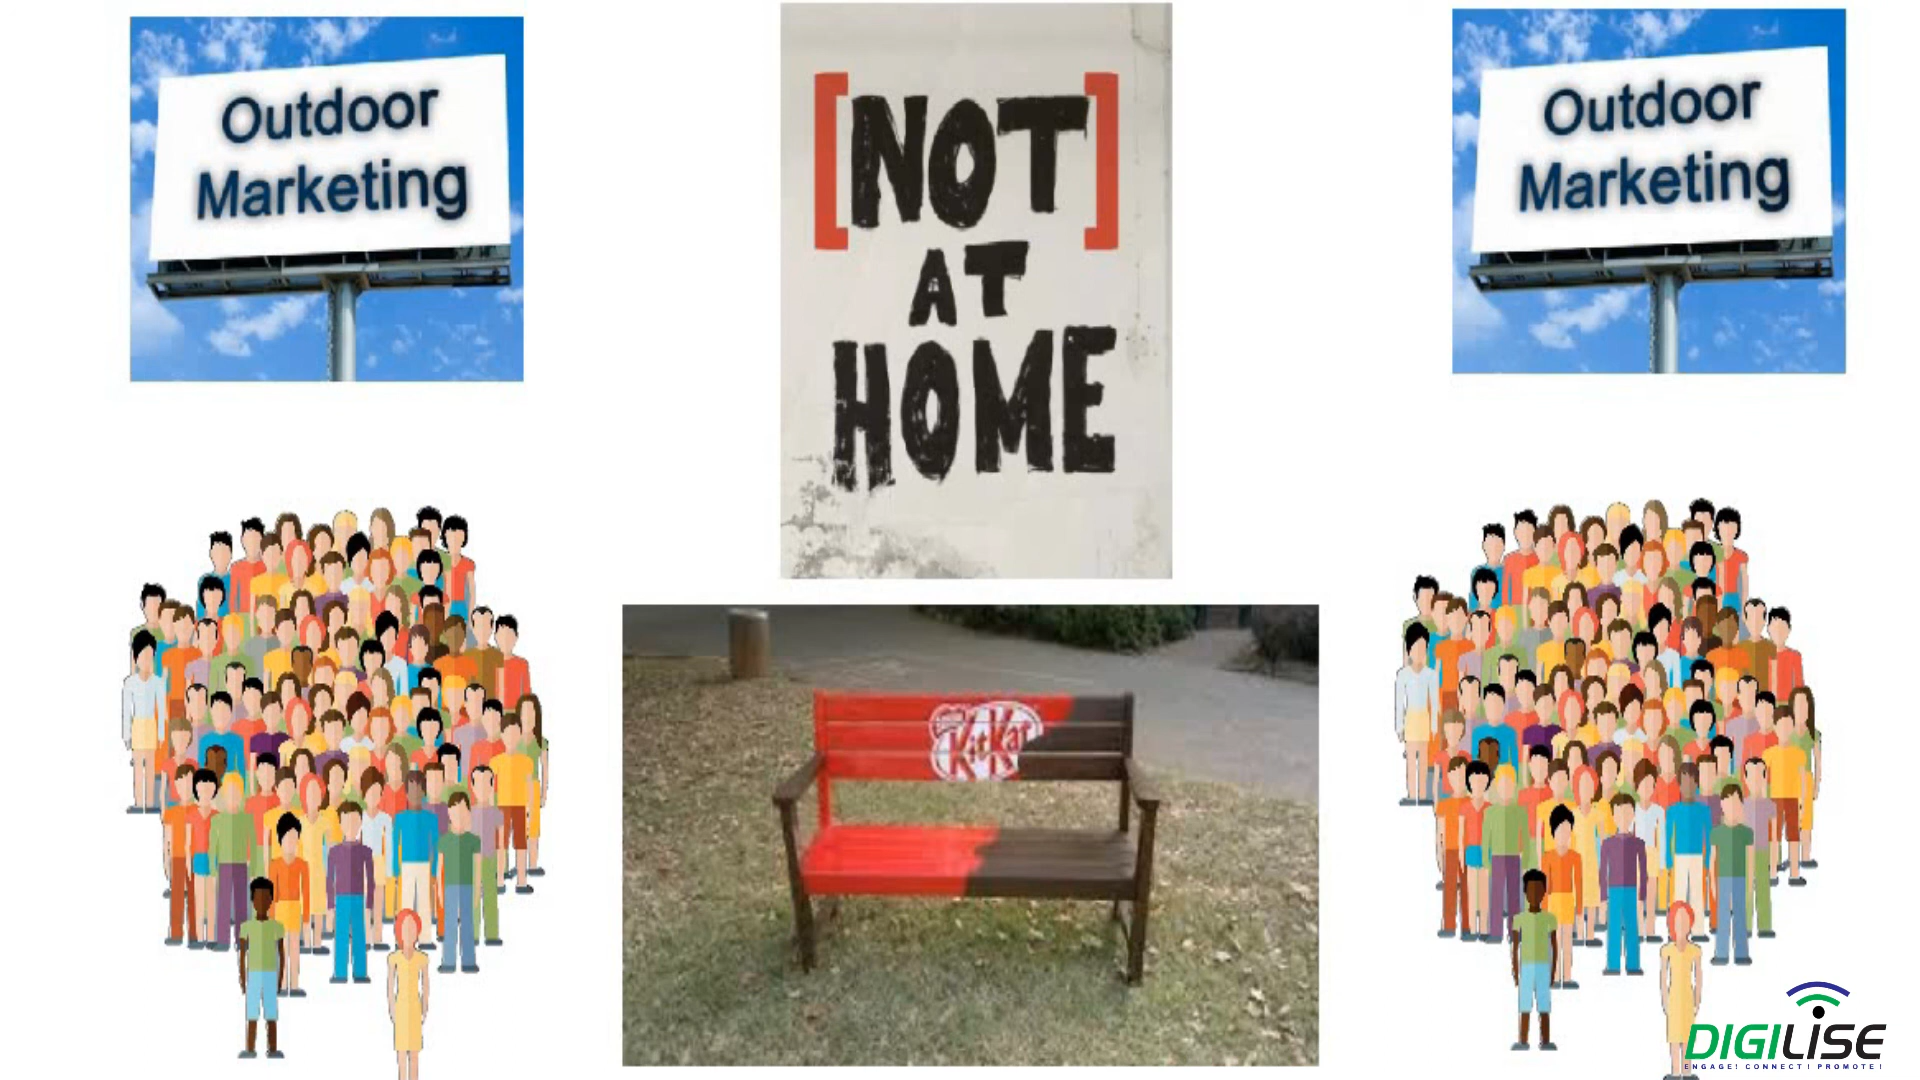 Outdoor
Marketing
[NOT]
AT
HOME
Outdoor
Marketing
KitKat
DIGILISE
ENGAGE! CONNECT! PROMOTE!